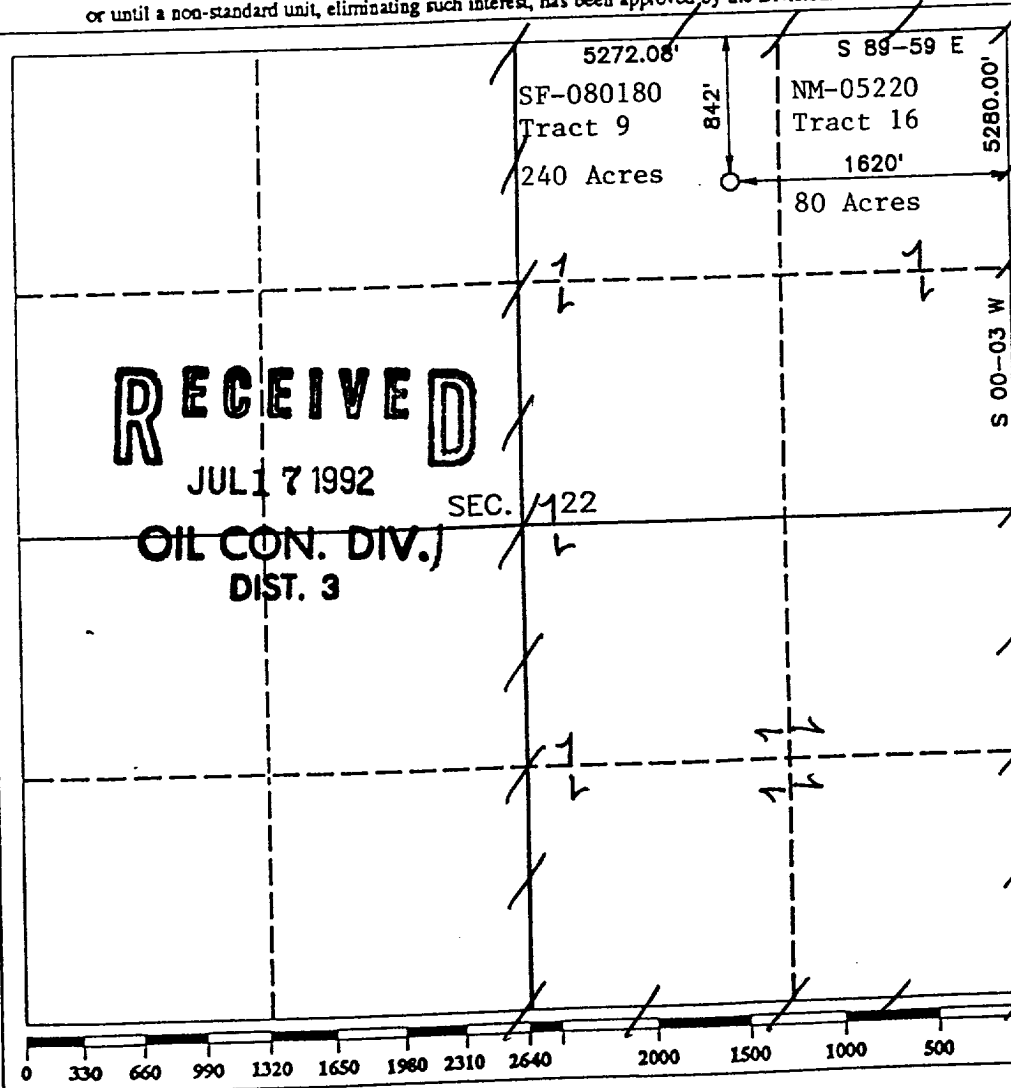 or until a non-standard unit, eliminating such interest, has been approved by the
5272.08'
S 89-59 E
SF-080180
Tract 9
240 Acres
842'
NM-05220
Tract 16
1620'
80 Acres
5280.00'
S 00-03 W
RECEIVED
JUL 17 1992
OIL CON. DIV.
DIST. 3
SEC. 22
0 330 660 990 1320 1650 1980 2310 2640 2000 1500 1000 500